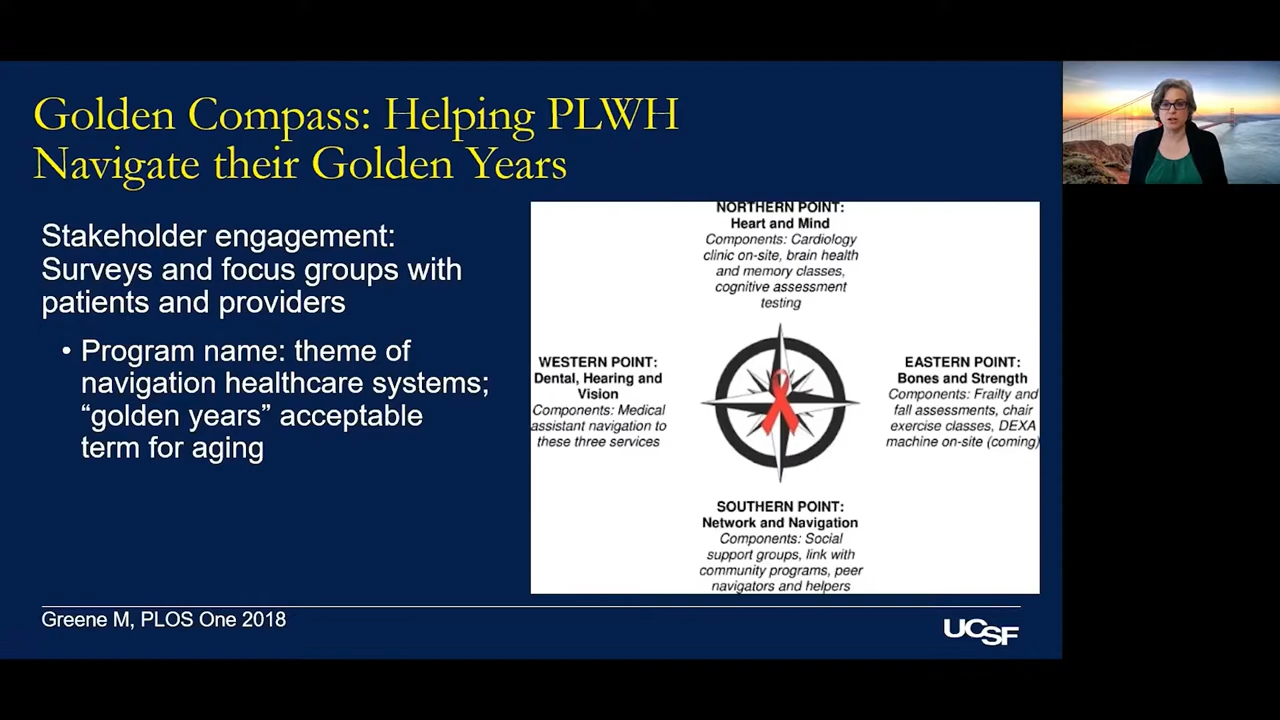 Golden Compass: Helping PLWH
Navigate their Golden Years
Stakeholder engagement:
Surveys and focus groups with
patients and providers
• Program name: theme of
navigation healthcare systems;
“golden years” acceptable
term for aging
NORTHERN POINT:
Heart and Mind
Components: Cardiology
clinic on-site, brain health
and memory classes,
cognitive assessment
testing
WESTERN POINT:
Dental, Hearing and
Vision
Components: Medical
assistant navigation to
these three services
EASTERN POINT:
Bones and Strength
Components: Frailty and
fall assessments, chair
exercise classes, DEXA
machine on-site (coming)
SOUTHERN POINT:
Network and Navigation
Components: Social
support groups, link with
community programs, peer
navigators and helpers
Greene M, PLOS One 2018
UCSF